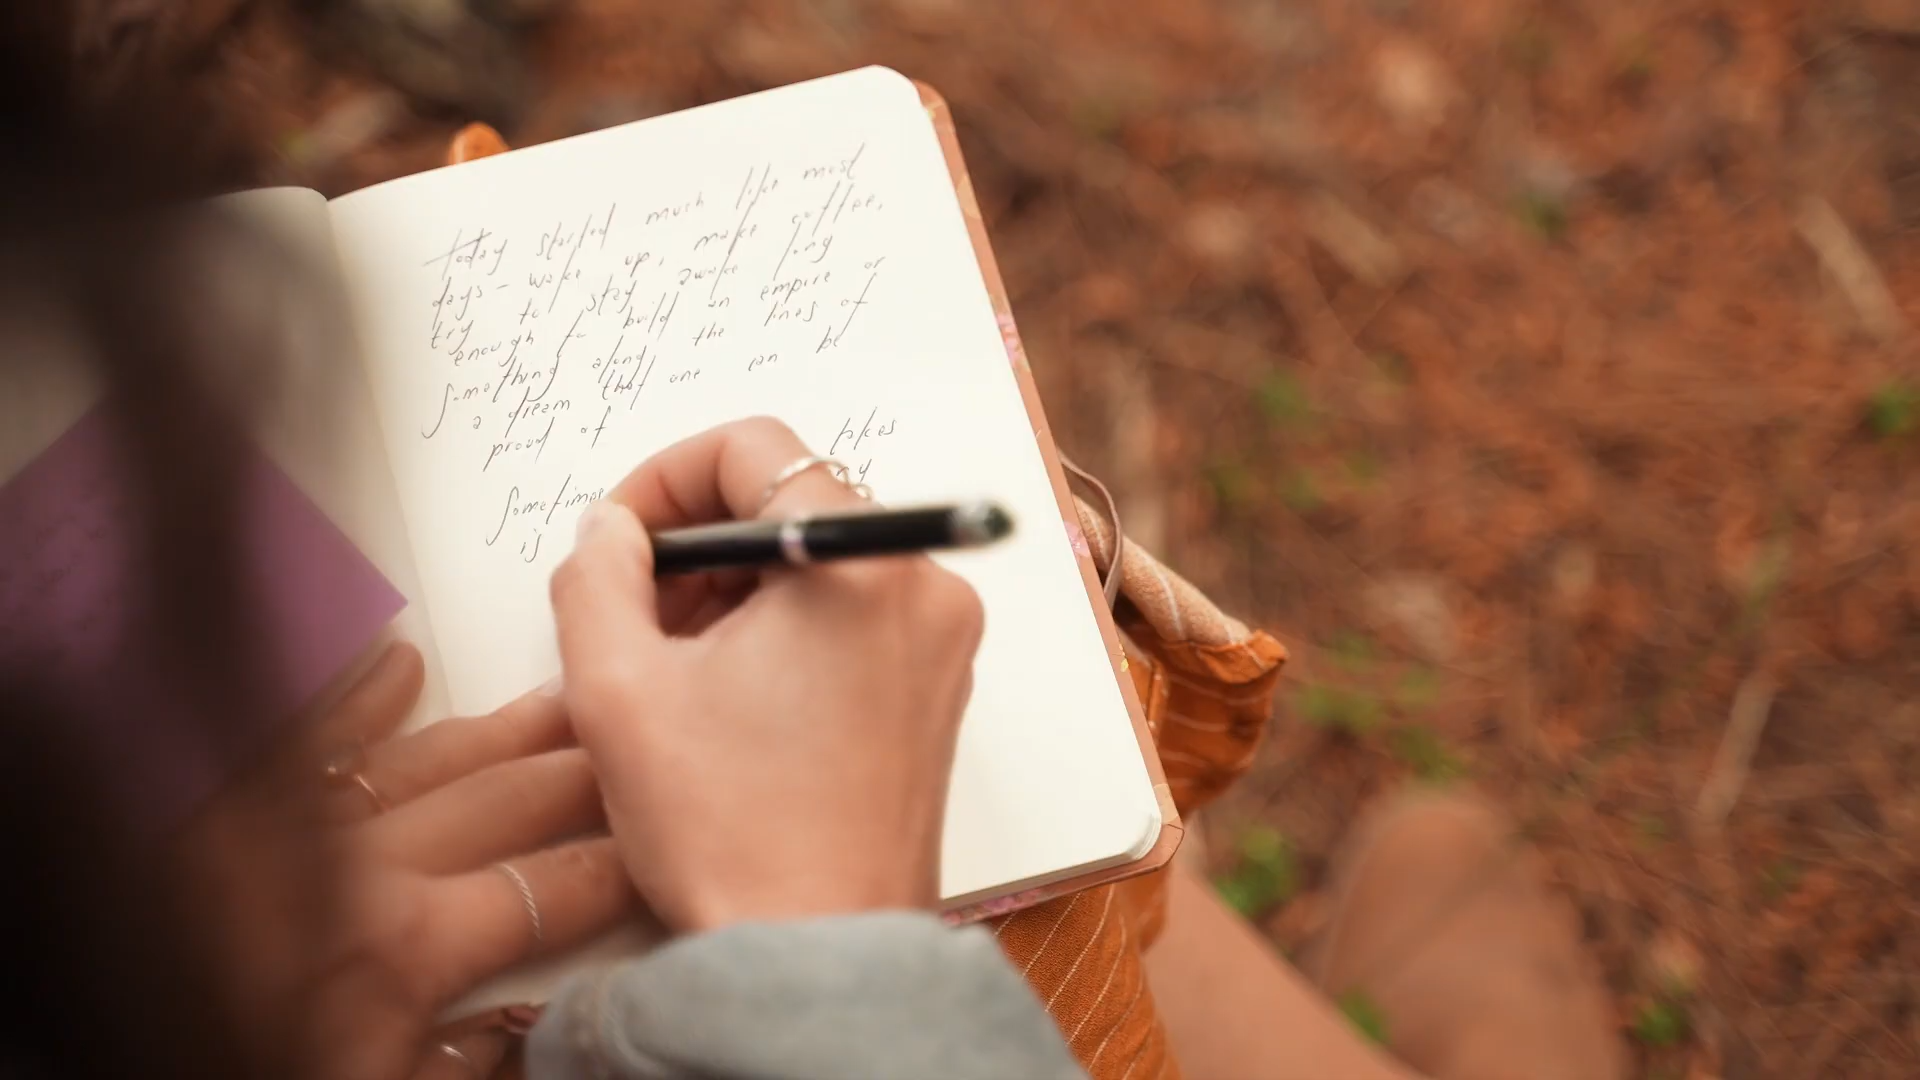 today started much like most
days - wake up, make coffee,
try to stay awake long
enough to build an empire or
something along the lines of
a dream that one can be
proud of
Sometimes takes
is ny